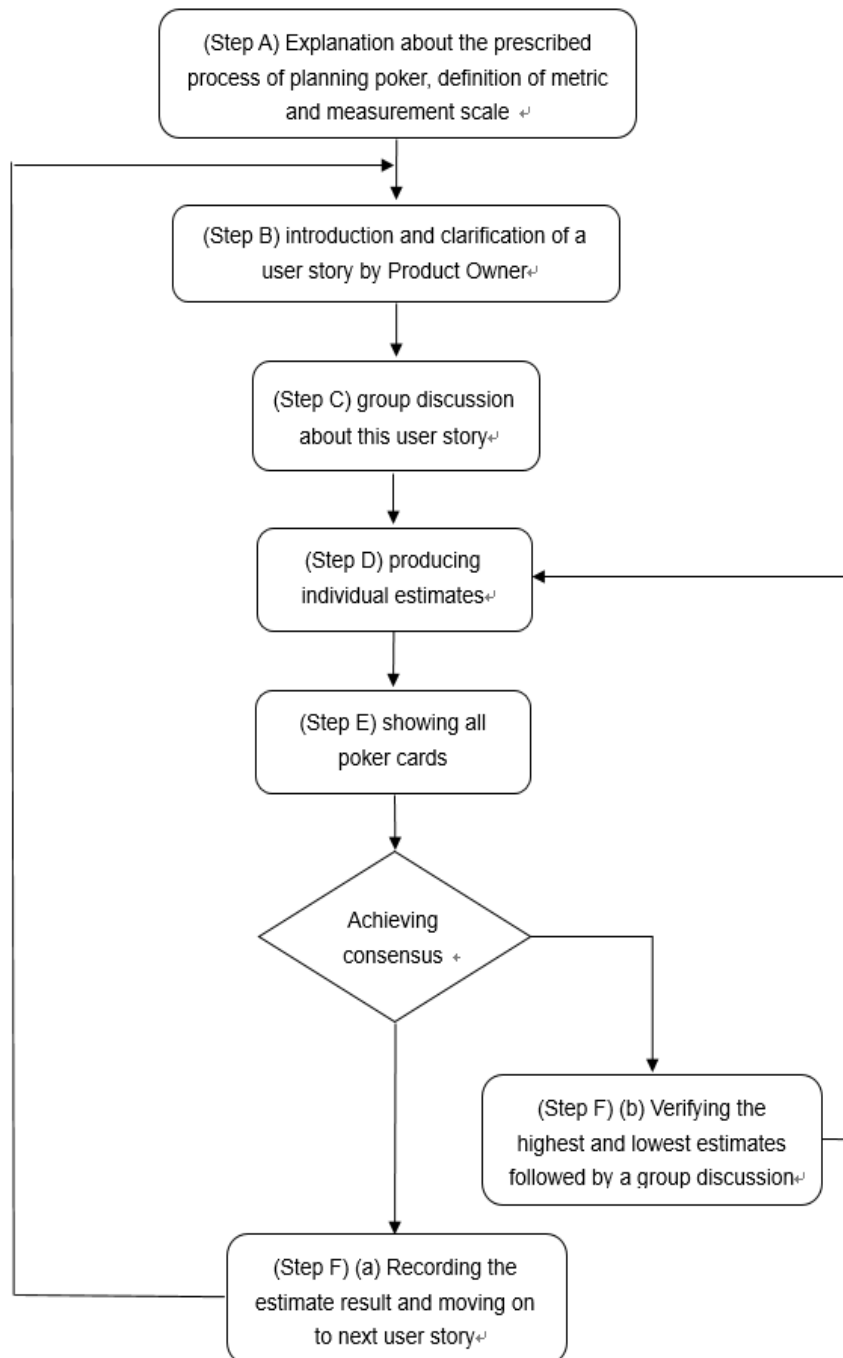 (Step A) Explanation about the prescribed
process of planning poker, definition of metric
and measurement scale ↵
(Step B) introduction and clarification of a
user story by Product Owner↵
(Step C) group discussion
about this user story↵
(Step D) producing
individual estimates↵
(Step E) showing all
poker cards
Achieving
consensus ↵
(Step F) (b) Verifying the
highest and lowest estimates
followed by a group discussion↵
(Step F) (a) Recording the
estimate result and moving on
to next user story↵